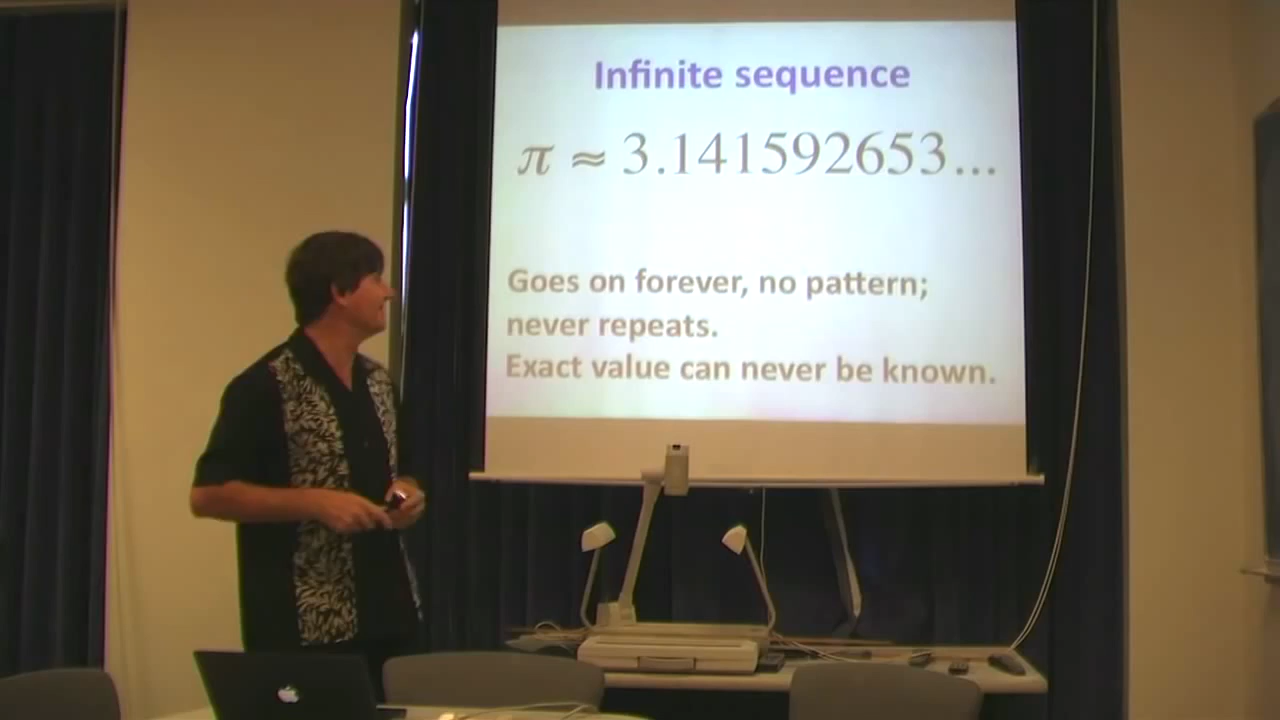 Infinite sequence
π ≈ 3.141592653...
Goes on forever, no pattern;
never repeats.
Exact value can never be known.